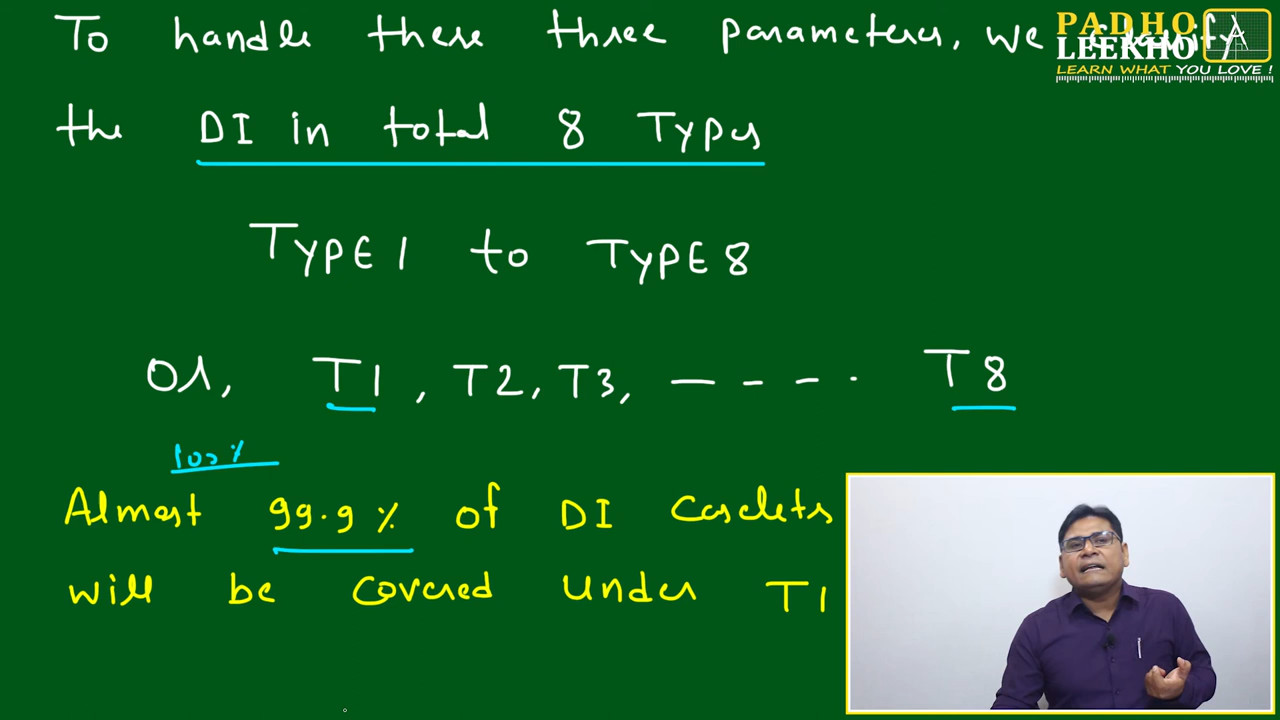 To handle these three parameters, we
PADHO
LEEKHO
LEARN WHAT YOU LOVE !
the DI in total 8 Types
TYPE 1 to TYPE 8
Or, T1, T2, T3, — - - - . T8
100%
Almost 99.9% of DI Caselets
will be covered under T1